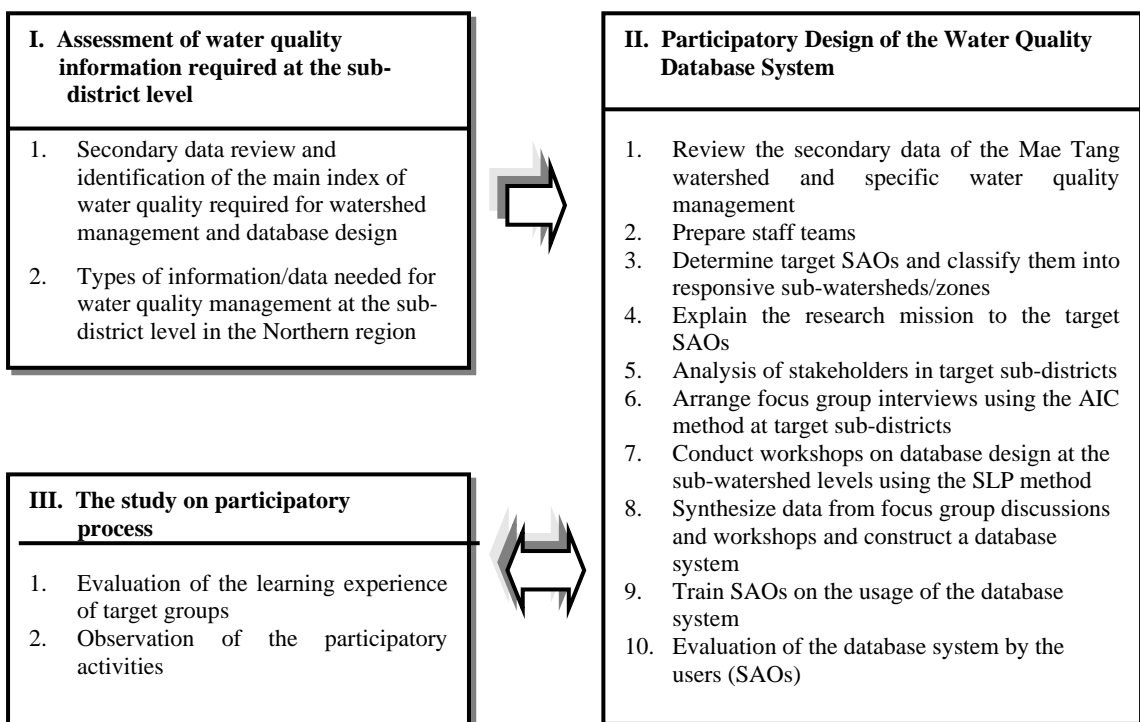 I. Assessment of water quality
information required at the sub-
district level
1. Secondary data review and
identification of the main index of
water quality required for watershed
management and database design
2. Types of information/data needed for
water quality management at the sub-
district level in the Northern region
II. Participatory Design of the Water Quality
Database System
1. Review the secondary data of the Mae Tang
watershed and specific water quality
management
2. Prepare staff teams
3. Determine target SAOs and classify them into
responsive sub-watersheds/zones
4. Explain the research mission to the target
SAOs
5. Analysis of stakeholders in target sub-districts
6. Arrange focus group interviews using the AIC
method at target sub-districts
7. Conduct workshops on database design at the
sub-watershed levels using the SLP method
8. Synthesize data from focus group discussions
and workshops and construct a database
system
9. Train SAOs on the usage of the database
system
10. Evaluation of the database system by the
users (SAOs)
III. The study on participatory
process
1. Evaluation of the learning experience
of target groups
2. Observation of the participatory
activities